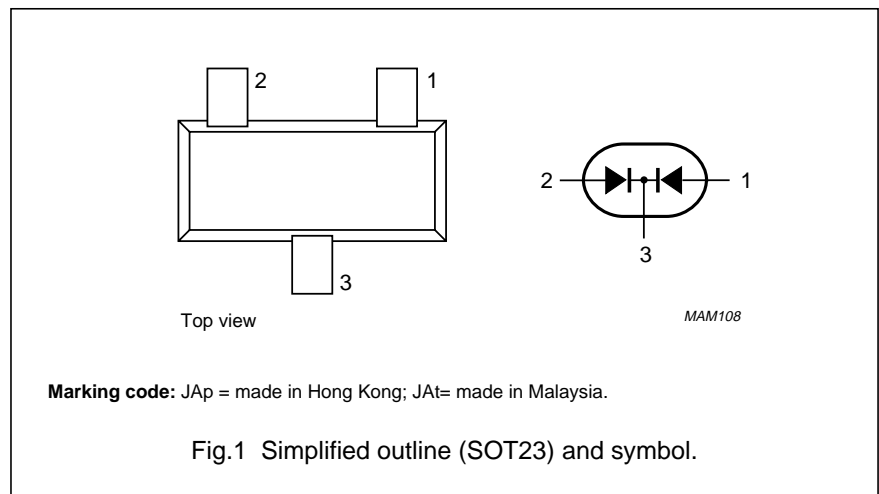 2 1
2 1
3
3
Top view MAM108
Marking code: JAp = made in Hong Kong; JAt= made in Malaysia.
Fig.1 Simplified outline (SOT23) and symbol.